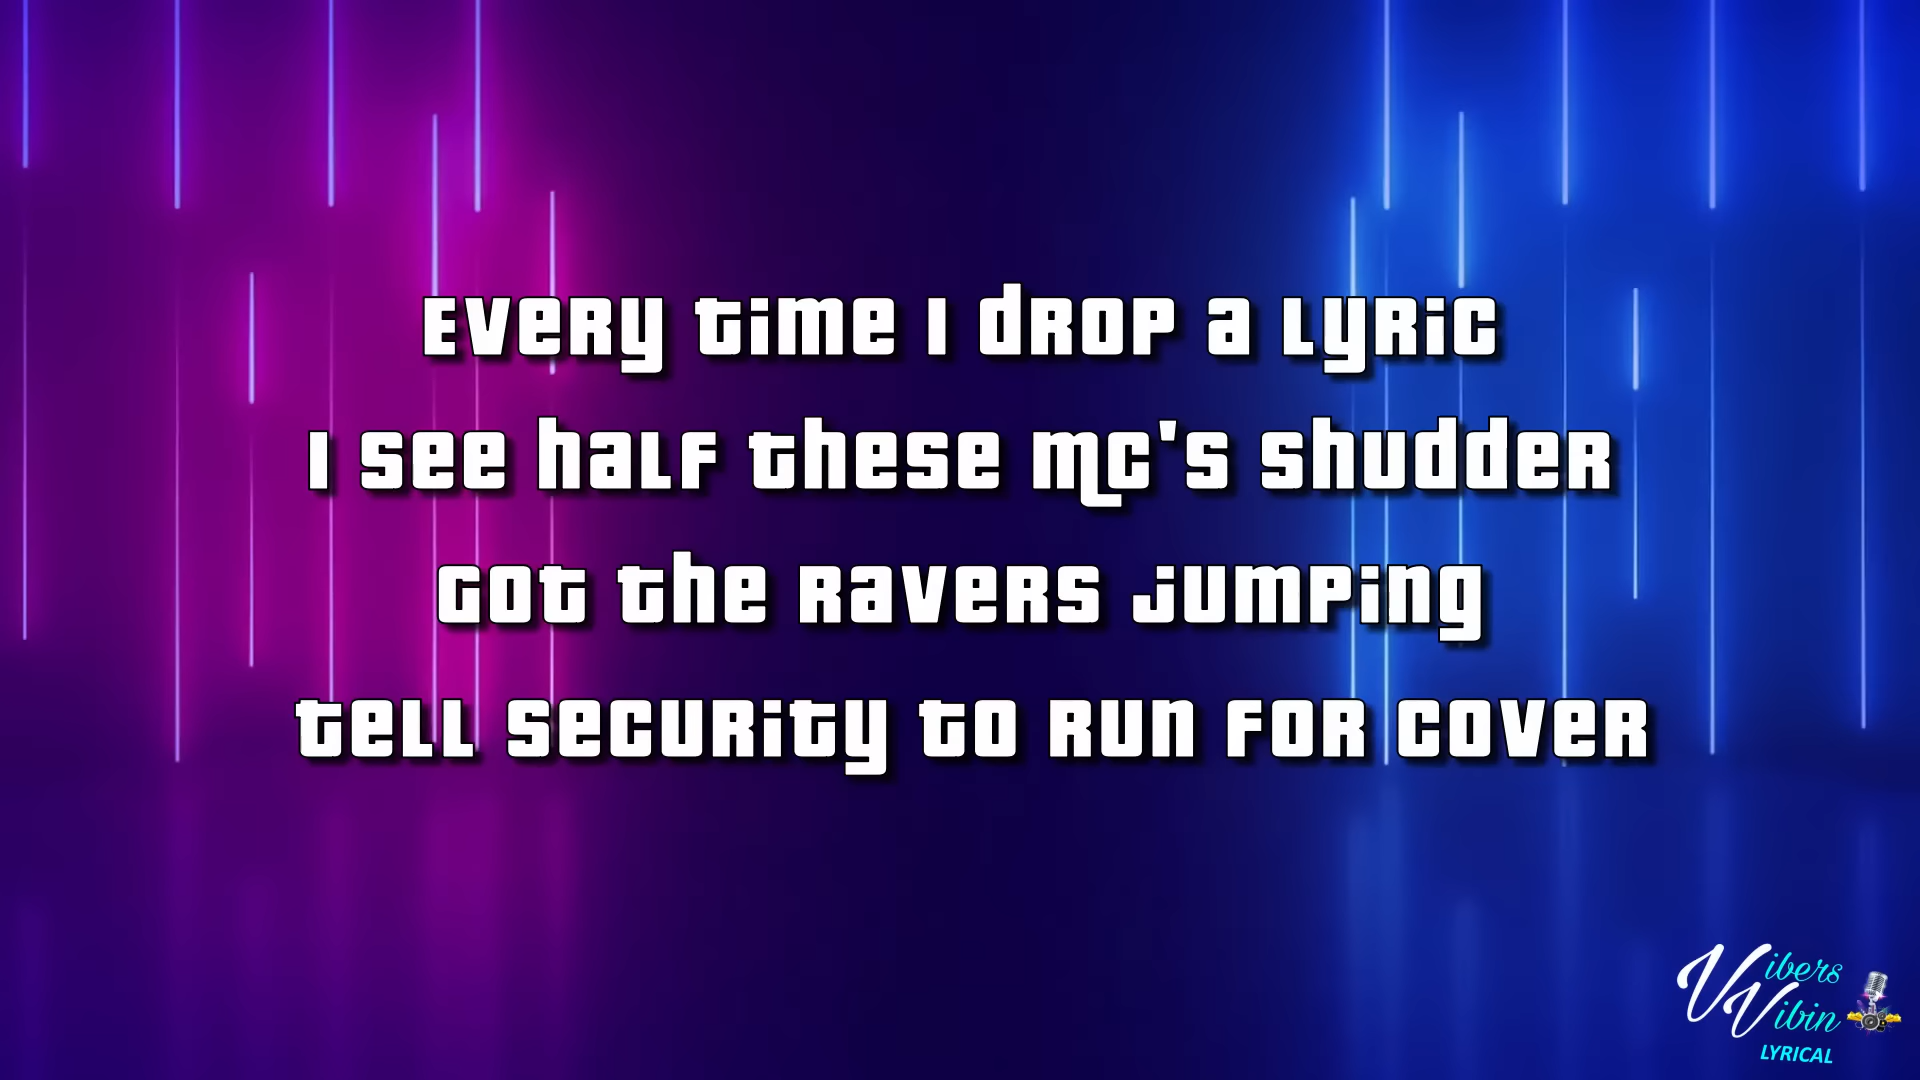 Every time I drop a lyric
I see half these MC's shudder
Got the ravers jumping
tell security to run for cover
Vibers
Vibin
LYRICAL